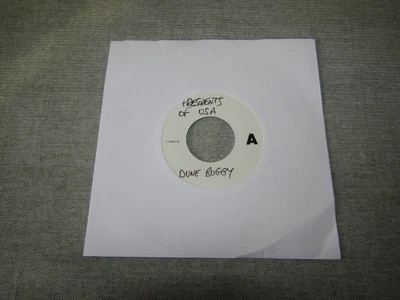 PRESIDENTS
OF USA
A
DUNE BUGGY